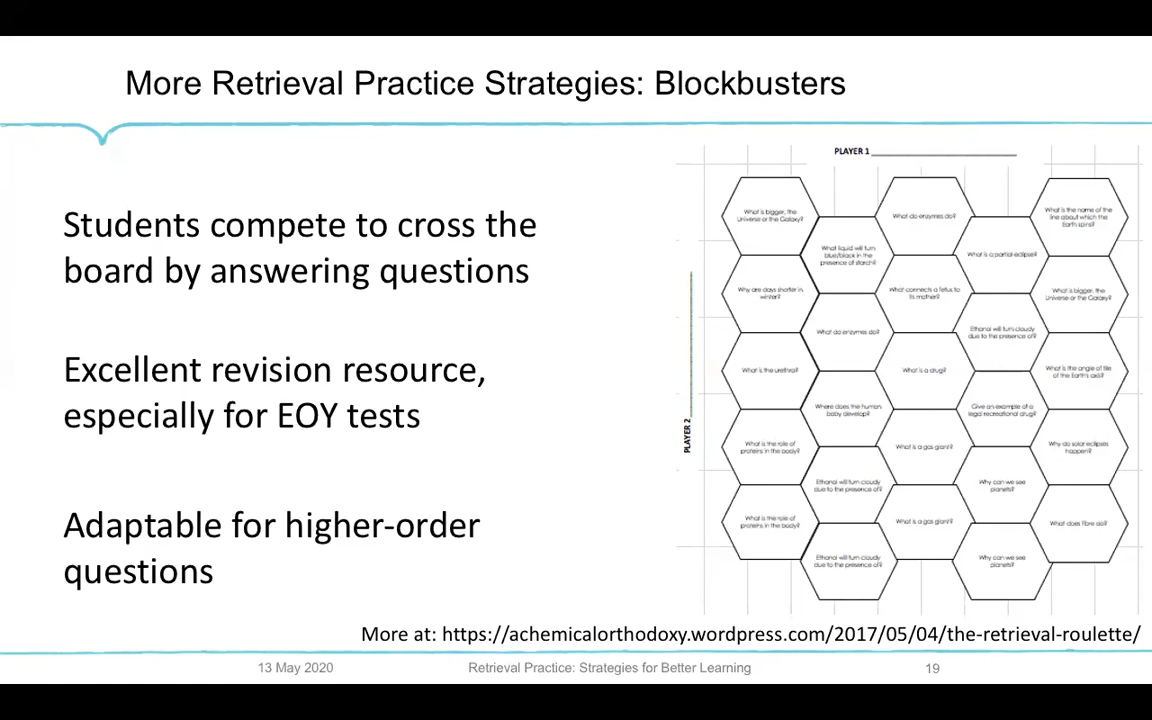 More Retrieval Practice Strategies: Blockbusters
Students compete to cross the
board by answering questions
Excellent revision resource,
especially for EOY tests
Adaptable for higher-order
questions
PLAYER 1
PLAYER 2
What is bigger, the
Universe or the Galaxy?
Why are days shorter in
winter?
What is the urethra?
What is the role of
proteins in the body?
What is the role of
proteins in the body?
What liquid will turn
blue/black in the
presence of starch?
What do enzymes do?
Where does the human
baby develop?
Ethanol will turn cloudy
due to the presence of?
Ethanol will turn cloudy
due to the presence of?
What do enzymes do?
What connects a fetus to
its mother?
What is a drug?
What is a gas giant?
What is a gas giant?
What is a partial eclipse?
Ethanol will turn cloudy
due to the presence of?
Give an example of a
legal recreational drug?
Why can we see
planets?
Why can we see
planets?
What is the name of the
line about which the
Earth spins?
What is bigger, the
Universe or the Galaxy?
What is the angle of tilt
of the Earth's axis?
Why do solar eclipses
happen?
What does fibre do?
More at: https://achemicalorthodoxy.wordpress.com/2017/05/04/the-retrieval-roulette/
13 May 2020
Retrieval Practice: Strategies for Better Learning
19